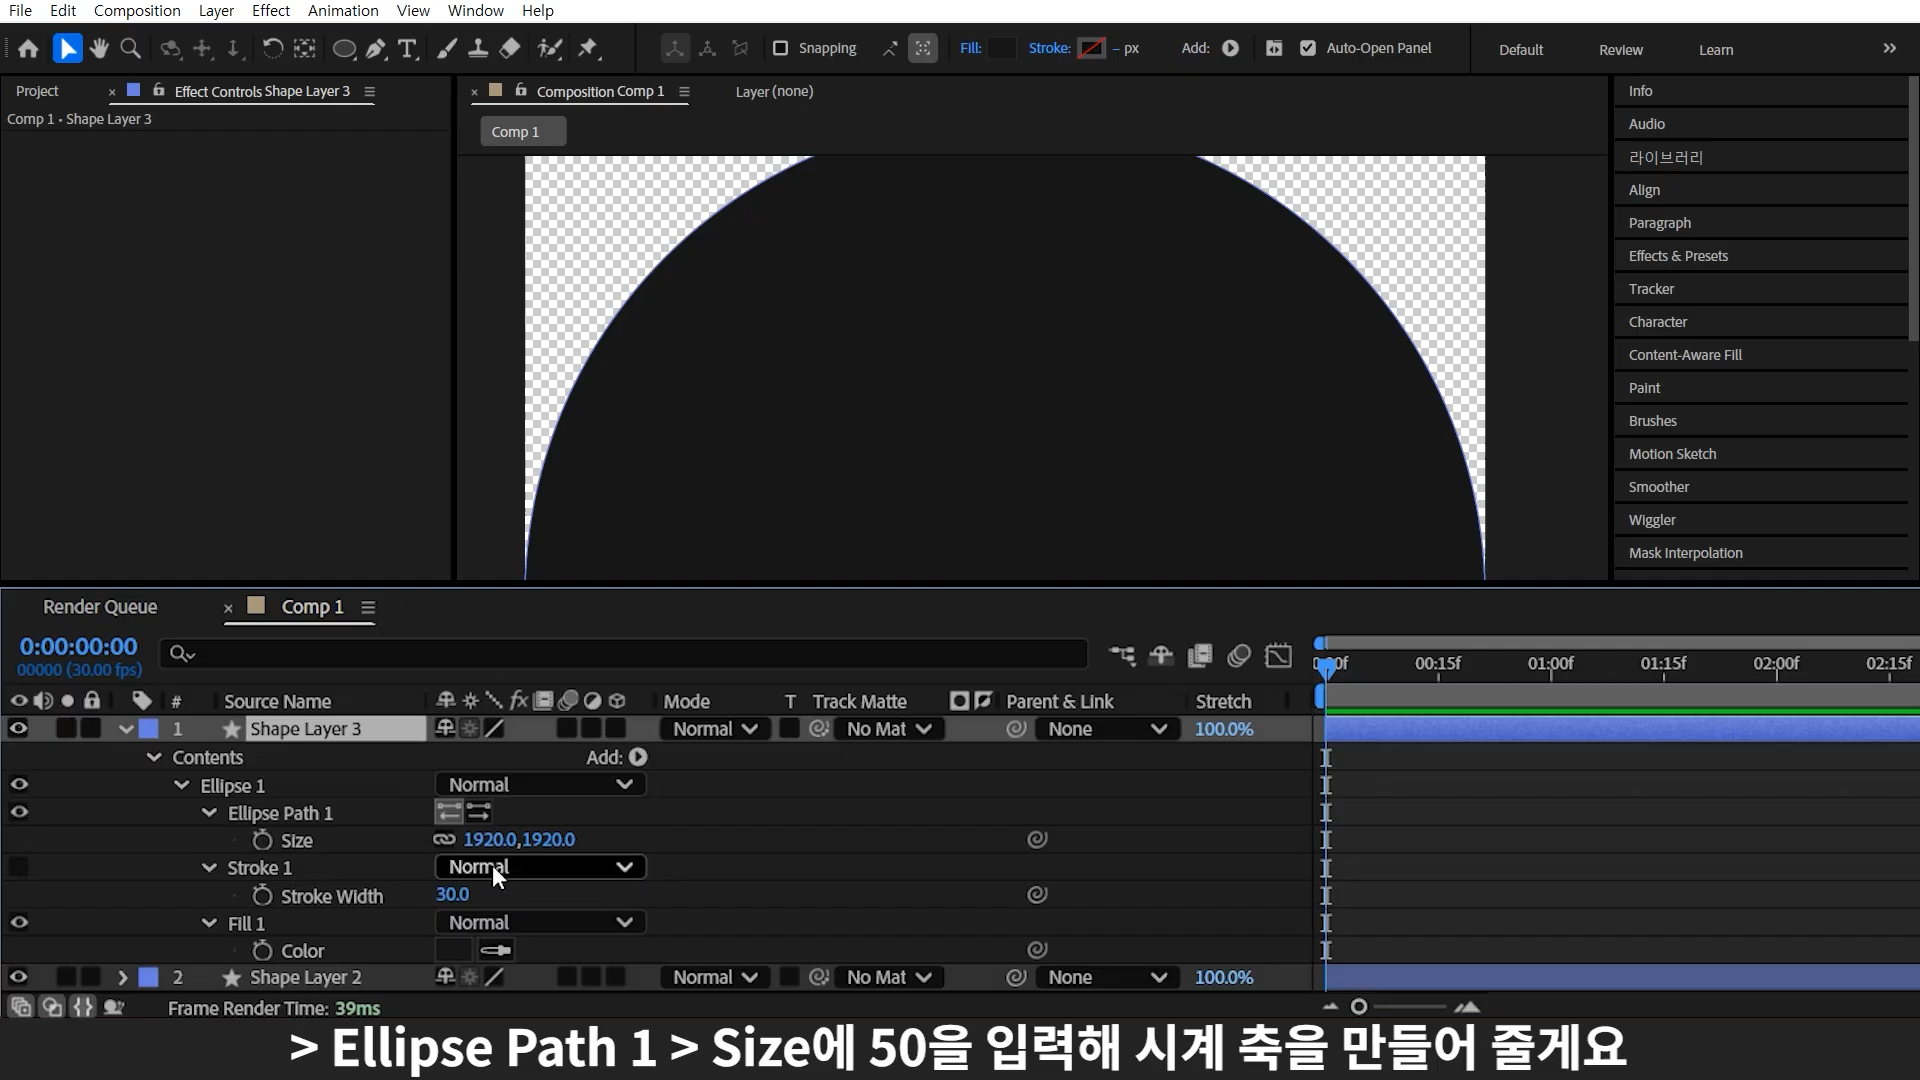 File Edit Composition Layer Effect Animation View Window Help
Snapping Fill: Stroke: – px Add: Auto-Open Panel Default Review Learn
Project × Effect Controls Shape Layer 3
Comp 1 • Shape Layer 3
× Composition Comp 1 Layer (none)
Comp 1
Info
Audio
라이브러리
Align
Paragraph
Effects & Presets
Tracker
Character
Content-Aware Fill
Paint
Brushes
Motion Sketch
Smoother
Wiggler
Mask Interpolation
Render Queue × Comp 1
0:00:00:00
00000 (30.00 fps)
00:15f 01:00f 01:15f 02:00f 02:15f
# Source Name fx Mode T Track Matte Parent & Link Stretch
1 Shape Layer 3 Normal No Mat None 100.0%
Contents Add:
Ellipse 1 Normal
Ellipse Path 1
Size 1920.0,1920.0
Stroke 1 Normal
Stroke Width 30.0
Fill 1 Normal
Color
2 Shape Layer 2 Normal No Mat None 100.0%
Frame Render Time: 39ms
> Ellipse Path 1 > Size에 50을 입력해 시계 축을 만들어 줄게요